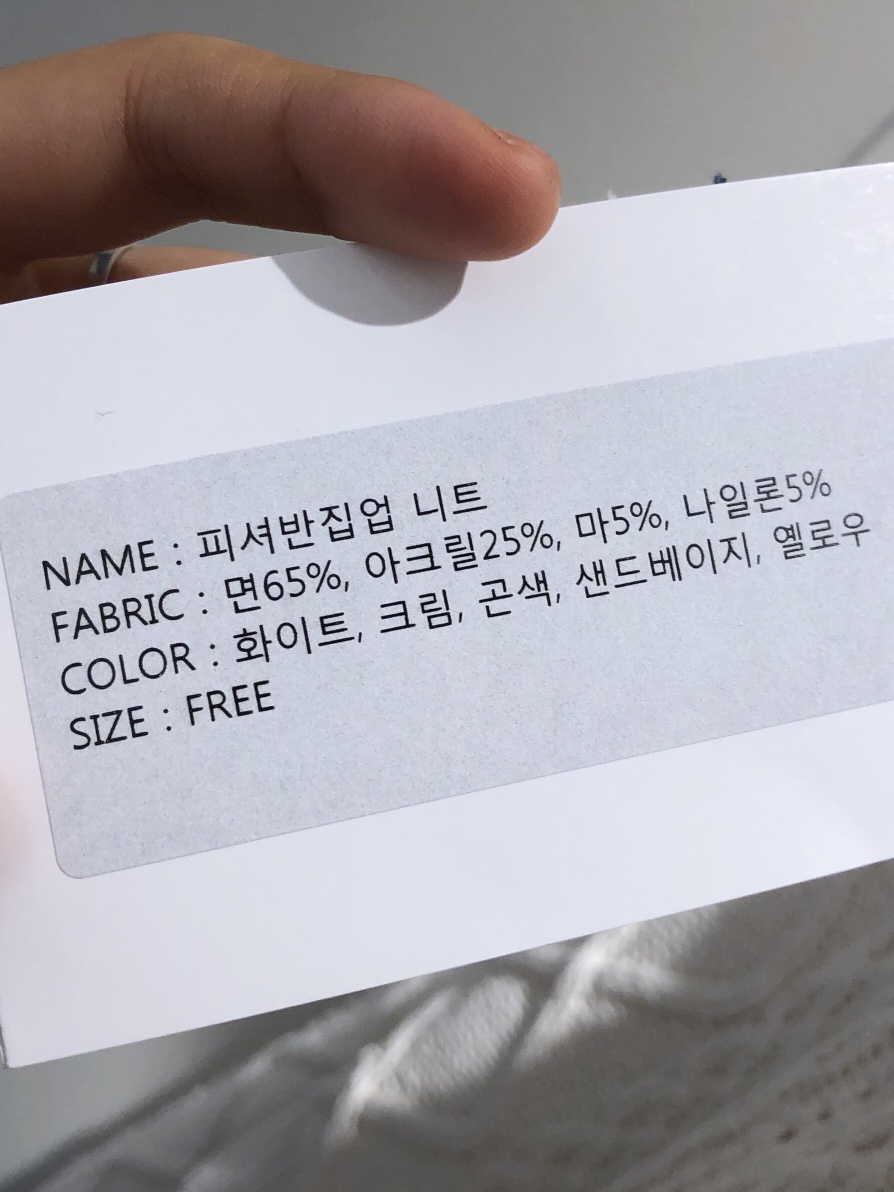 NAME : 피셔반집업 니트
FABRIC : 면65%, 아크릴25%, 마5%, 나일론5%
COLOR : 화이트, 크림, 곤색, 샌드베이지, 옐로우
SIZE : FREE